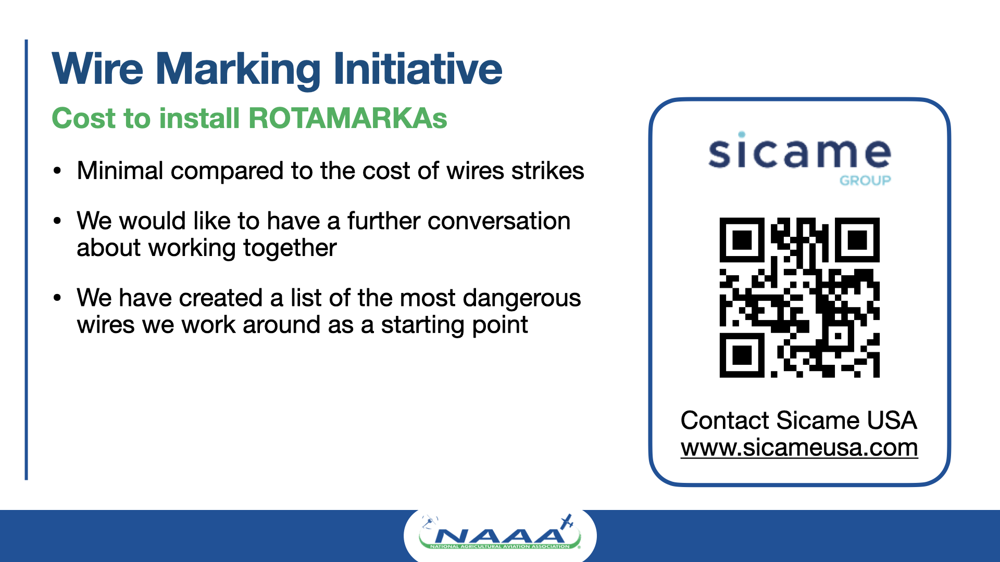 Wire Marking Initiative
Cost to install ROTAMARKAs
• Minimal compared to the cost of wires strikes
• We would like to have a further conversation
about working together
• We have created a list of the most dangerous
wires we work around as a starting point
sicame
GROUP
Contact Sicame USA
www.sicameusa.com
NAAA
NATIONAL AGRICULTURAL AVIATION ASSOCIATION ®